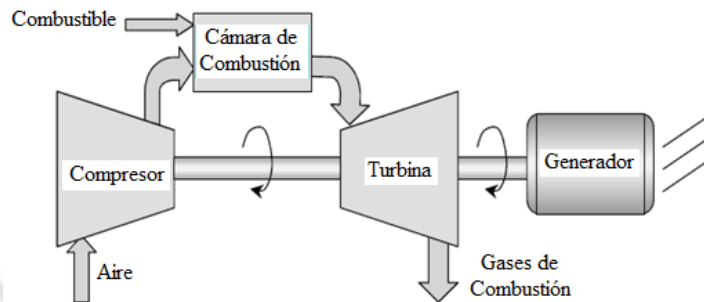 Combustible
Cámara de
Combustión
Compresor
Turbina
Generador
Aire
Gases de
Combustión